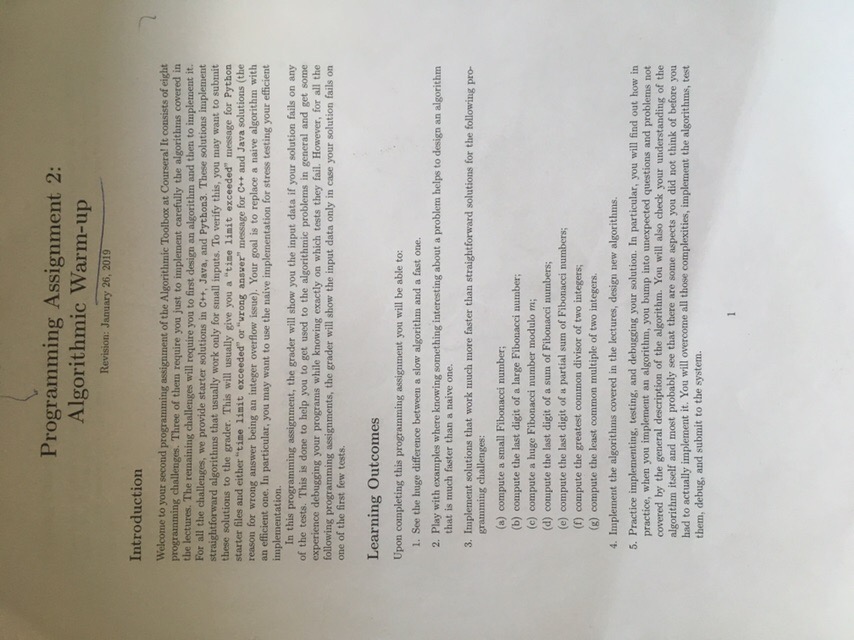 Programming Assignment 2:
Algorithmic Warm-up
Revision: January 26, 2019
Introduction
Welcome to your second programming assignment of the Algorithmic Toolbox at Coursera! It consists of eight
programming challenges. Three of them require you just to implement carefully the algorithms covered in
the lectures. The remaining challenges will require you to first design an algorithm and then to implement it.
For all the challenges, we provide starter solutions in C++, Java, and Python3. These solutions implement
straightforward algorithms that usually work only for small inputs. To verify this, you may want to submit
these solutions to the grader. This will usually give you a "time limit exceeded" message for Python
starter files and either "time limit exceeded" or "wrong answer" message for C++ and Java solutions (the
reason for wrong answer being an integer overflow issue). Your goal is to replace a naive algorithm with
an efficient one. In particular, you may want to use the naive implementation for stress testing your efficient
implementation.
In this programming assignment, the grader will show you the input data if your solution fails on any
of the tests. This is done to help you to get used to the algorithmic problems in general and get some
experience debugging your programs while knowing exactly on which tests they fail. However, for all the
following programming assignments, the grader will show the input data only in case your solution fails on
one of the first few tests.
Learning Outcomes
Upon completing this programming assignment you will be able to:
1. See the huge difference between a slow algorithm and a fast one.
2. Play with examples where knowing something interesting about a problem helps to design an algorithm
that is much faster than a naive one.
3. Implement solutions that work much more faster than straightforward solutions for the following pro-
gramming challenges:
(a) compute a small Fibonacci number;
(b) compute the last digit of a large Fibonacci number;
(c) compute a huge Fibonacci number modulo m;
(d) compute the last digit of a sum of Fibonacci numbers;
(e) compute the last digit of a partial sum of Fibonacci numbers;
(f) compute the greatest common divisor of two integers;
(g) compute the least common multiple of two integers.
4. Implement the algorithms covered in the lectures, design new algorithms.
5. Practice implementing, testing, and debugging your solution. In particular, you will find out how in
practice, when you implement an algorithm, you bump into unexpected questions and problems not
covered by the general description of the algorithm. You will also check your understanding of the
algorithm itself and most probably see that there are some aspects you did not think of before you
had to actually implement it. You will overcome all those complexities, implement the algorithms, test
them, debug, and submit to the system.
1